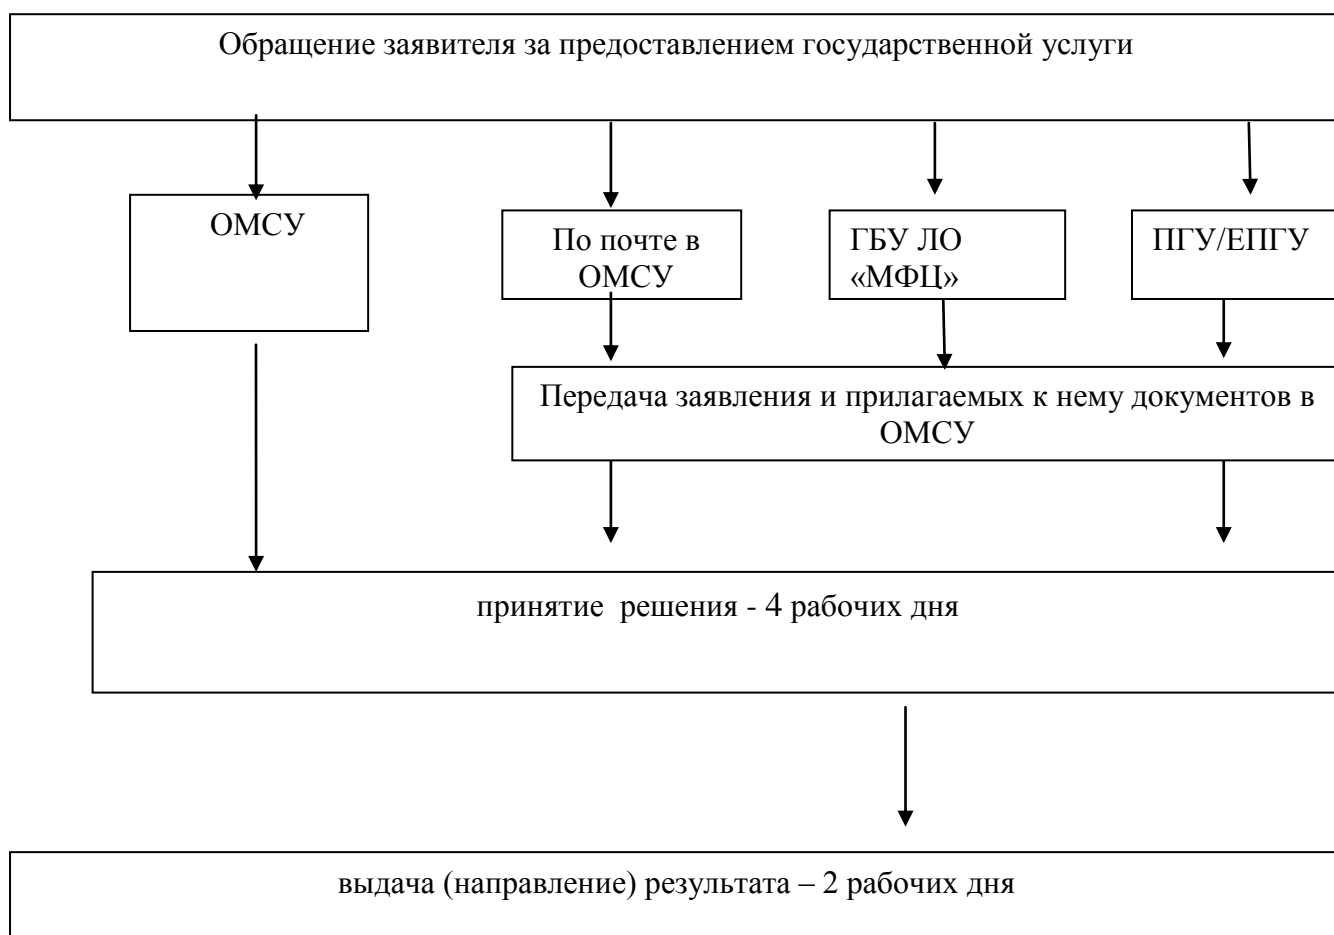 Обращение заявителя за предоставлением государственной услуги
ОМСУ
По почте в
ОМСУ
ГБУ ЛО
«МФЦ»
ПГУ/ЕПГУ
Передача заявления и прилагаемых к нему документов в
ОМСУ
принятие решения - 4 рабочих дня
выдача (направление) результата – 2 рабочих дня